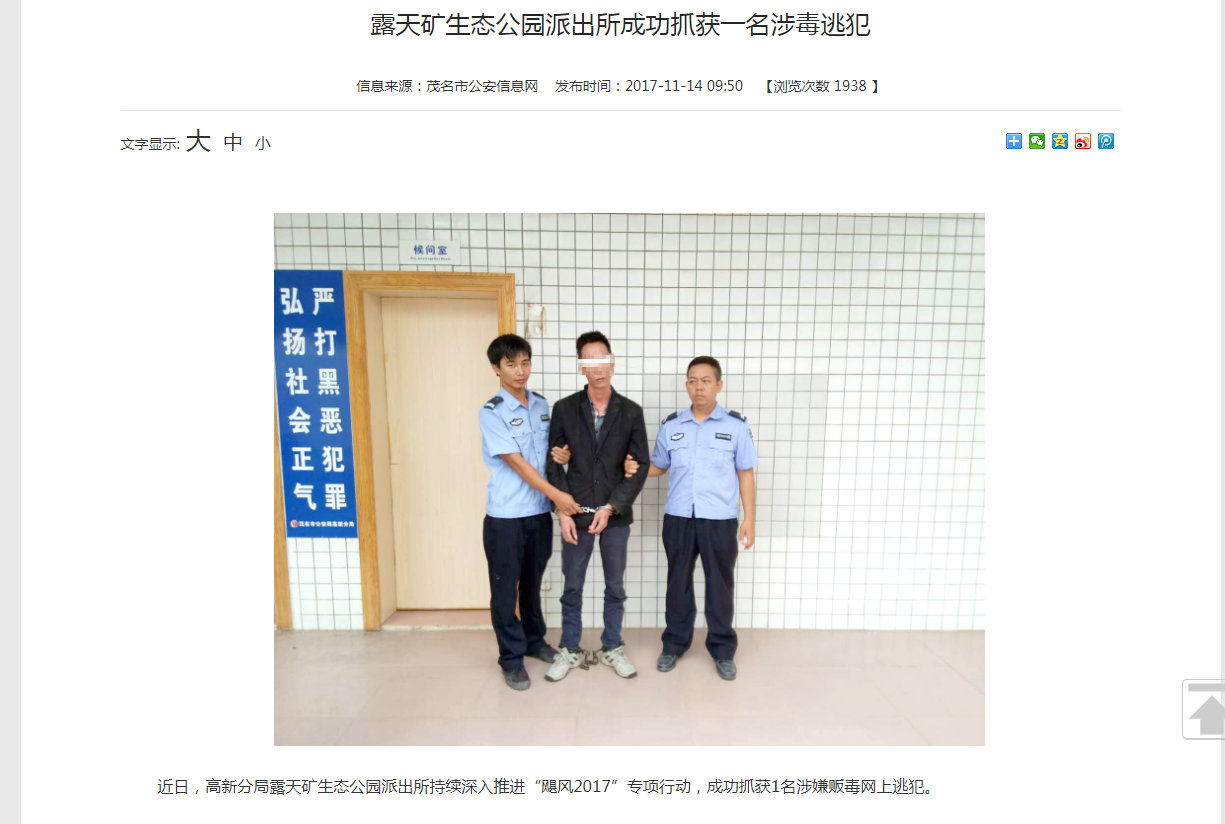 露天矿生态公园派出所成功抓获一名涉毒逃犯
信息来源：茂名市公安信息网 发布时间：2017-11-14 09:50 【浏览次数 1938 】
文字显示: 大 中 小
候问室
严打黑恶犯罪
弘扬社会正气
茂名市公安局高新分局
近日，高新分局露天矿生态公园派出所持续深入推进“飓风2017”专项行动，成功抓获1名涉嫌贩毒网上逃犯。